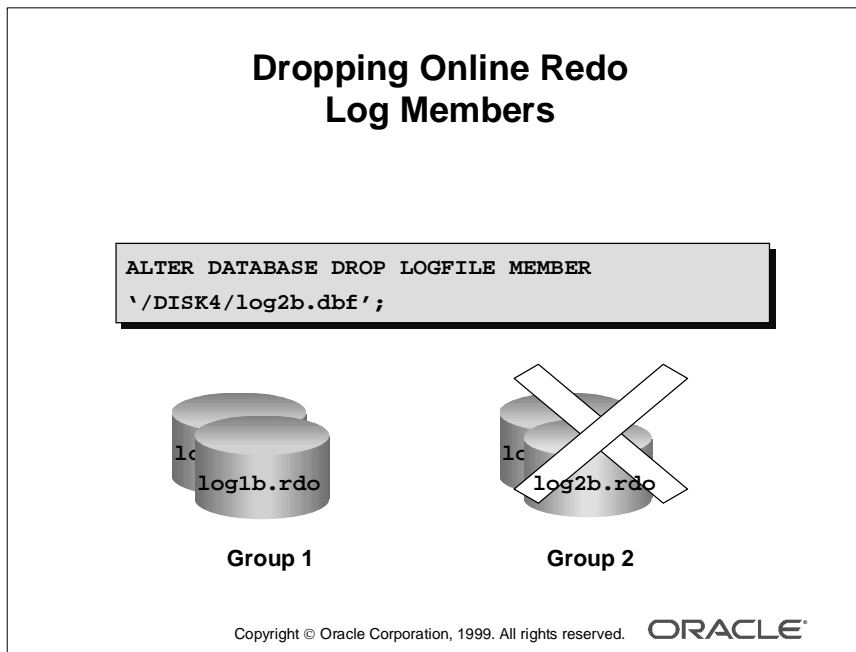 Dropping Online Redo
Log Members
ALTER DATABASE DROP LOGFILE MEMBER
‘/DISK4/log2b.dbf’;
log1b.rdo
log2b.rdo
Group 1
Group 2
Copyright © Oracle Corporation, 1999. All rights reserved.
ORACLE®